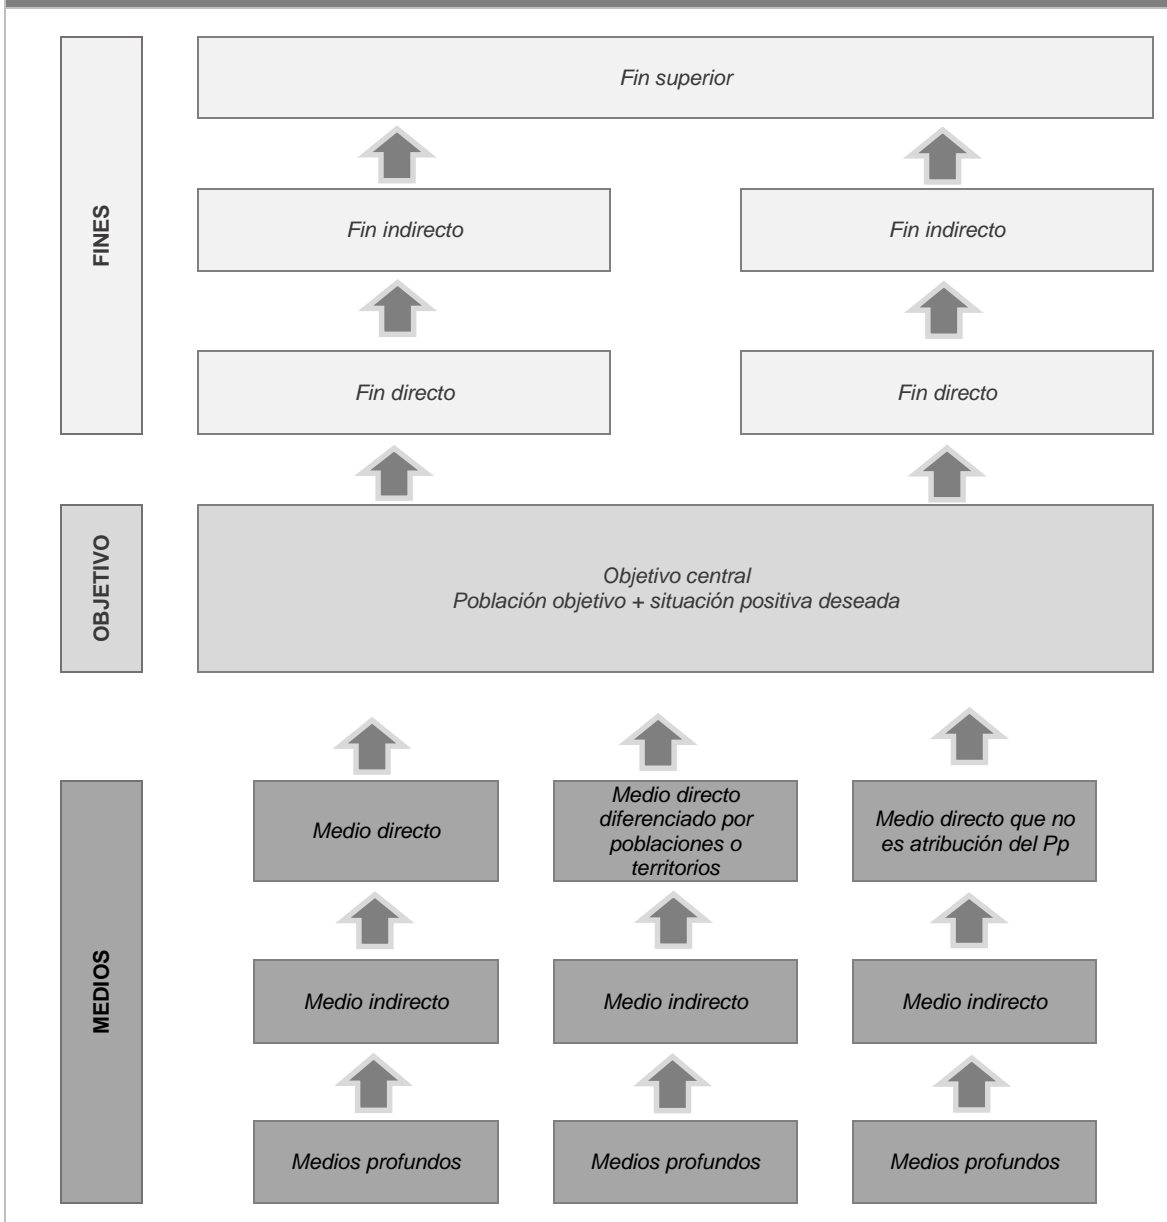 Fin superior
FINES
Fin indirecto
Fin indirecto
Fin directo
Fin directo
OBJETIVO
Objetivo central
Población objetivo + situación positiva deseada
MEDIOS
Medio directo
Medio directo
diferenciado por
poblaciones o
territorios
Medio directo que no
es atribución del Pp
Medio indirecto
Medio indirecto
Medio indirecto
Medios profundos
Medios profundos
Medios profundos